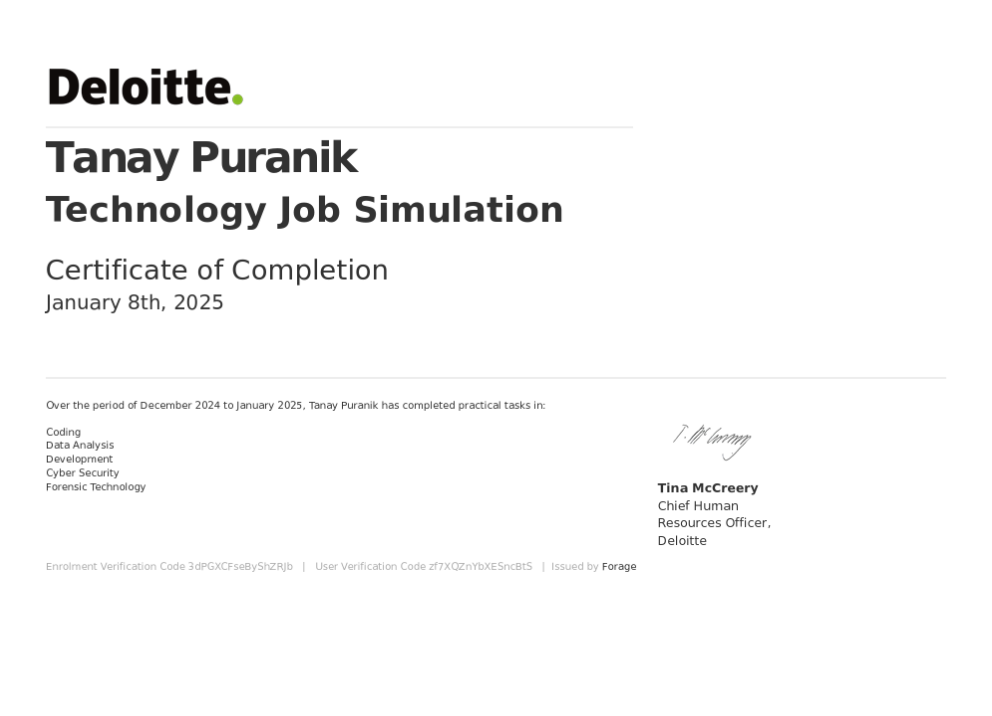 Deloitte.
Tanay Puranik
Technology Job Simulation
Certificate of Completion
January 8th, 2025
Over the period of December 2024 to January 2025, Tanay Puranik has completed practical tasks in:
Coding
Data Analysis
Development
Cyber Security
Forensic Technology
T. McCreery
Tina McCreery
Chief Human
Resources Officer,
Deloitte
Enrolment Verification Code 3dPGXCFseByShZRJb | User Verification Code zf7XQZnYbXESncBtS | Issued by Forage